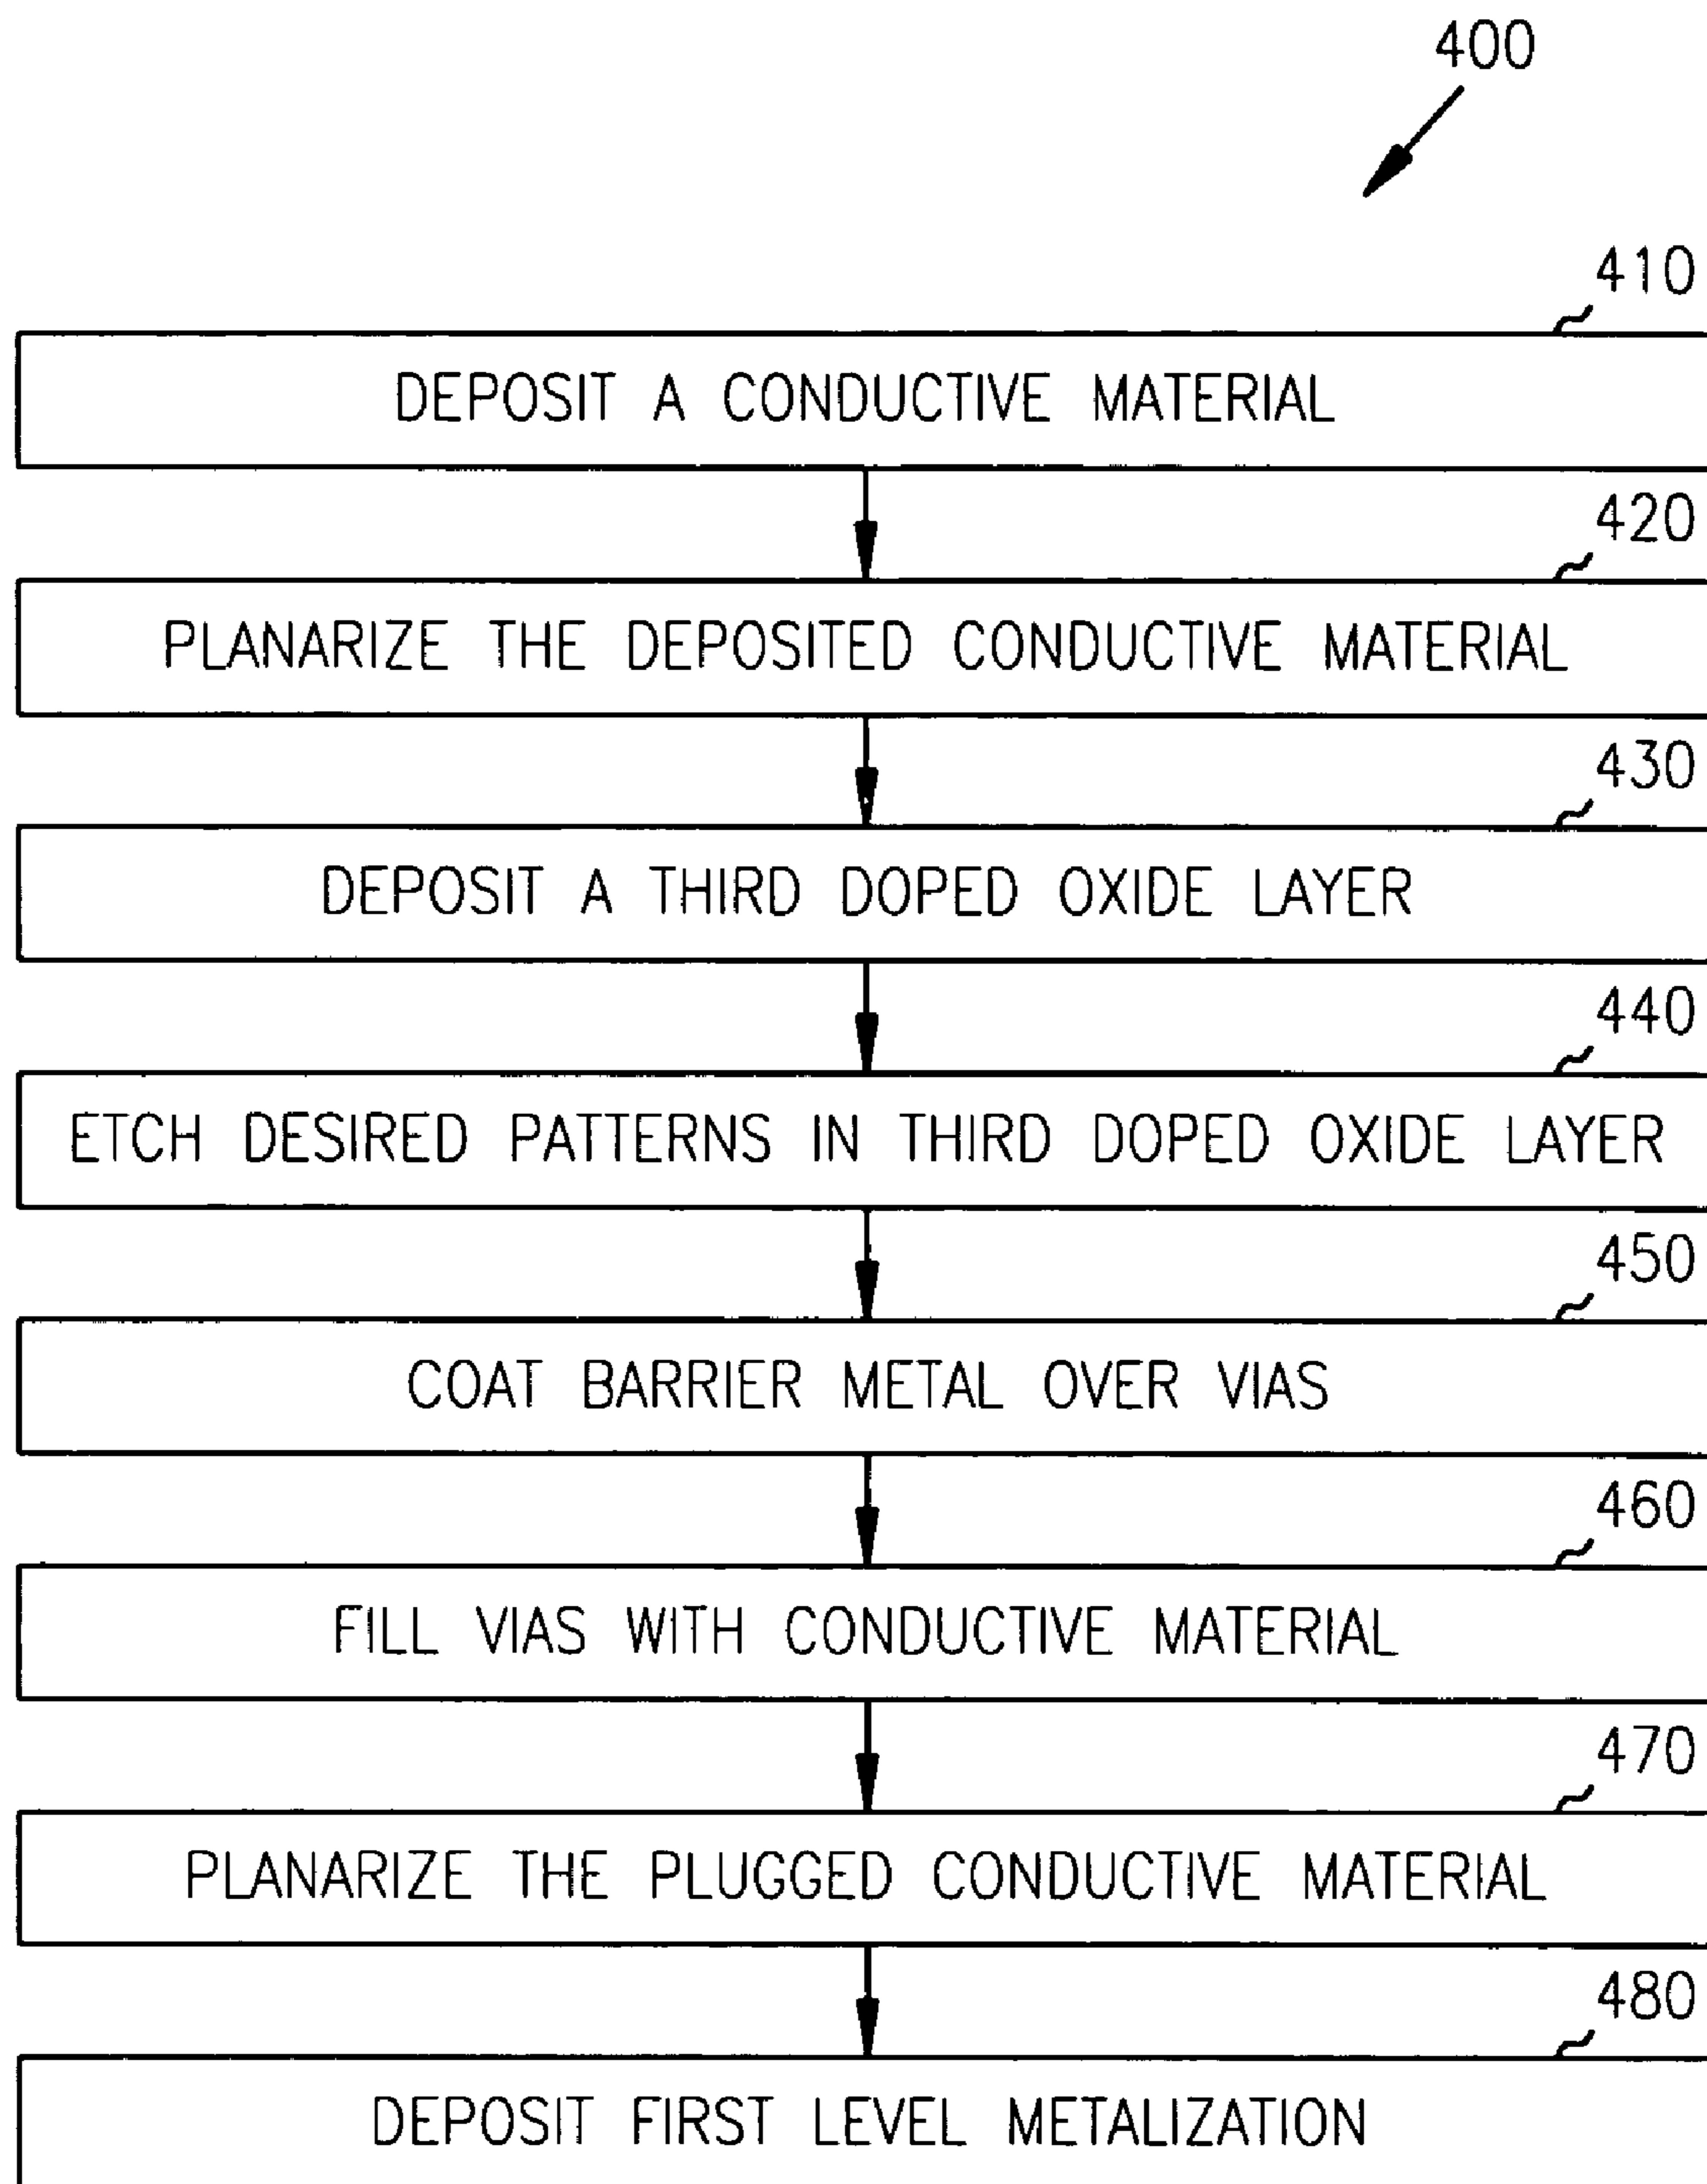 400
410
DEPOSIT A CONDUCTIVE MATERIAL
420
PLANARIZE THE DEPOSITED CONDUCTIVE MATERIAL
430
DEPOSIT A THIRD DOPED OXIDE LAYER
440
ETCH DESIRED PATTERNS IN THIRD DOPED OXIDE LAYER
450
COAT BARRIER METAL OVER VIAS
460
FILL VIAS WITH CONDUCTIVE MATERIAL
470
PLANARIZE THE PLUGGED CONDUCTIVE MATERIAL
480
DEPOSIT FIRST LEVEL METALIZATION